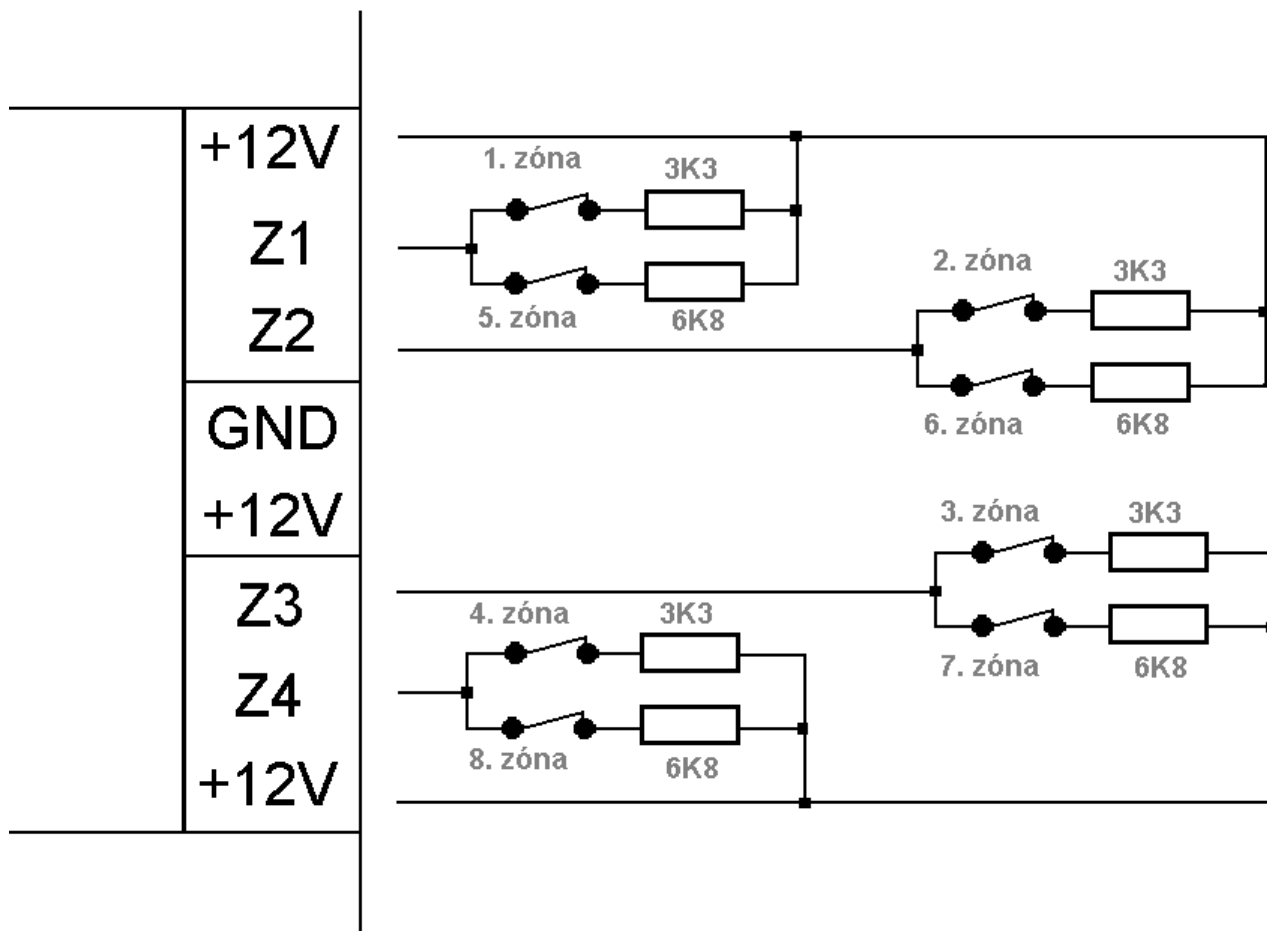 +12V
Z1
Z2
GND
+12V
Z3
Z4
+12V
1. zóna
3K3
5. zóna
6K8
2. zóna
3K3
6. zóna
6K8
3. zóna
3K3
7. zóna
6K8
4. zóna
3K3
8. zóna
6K8